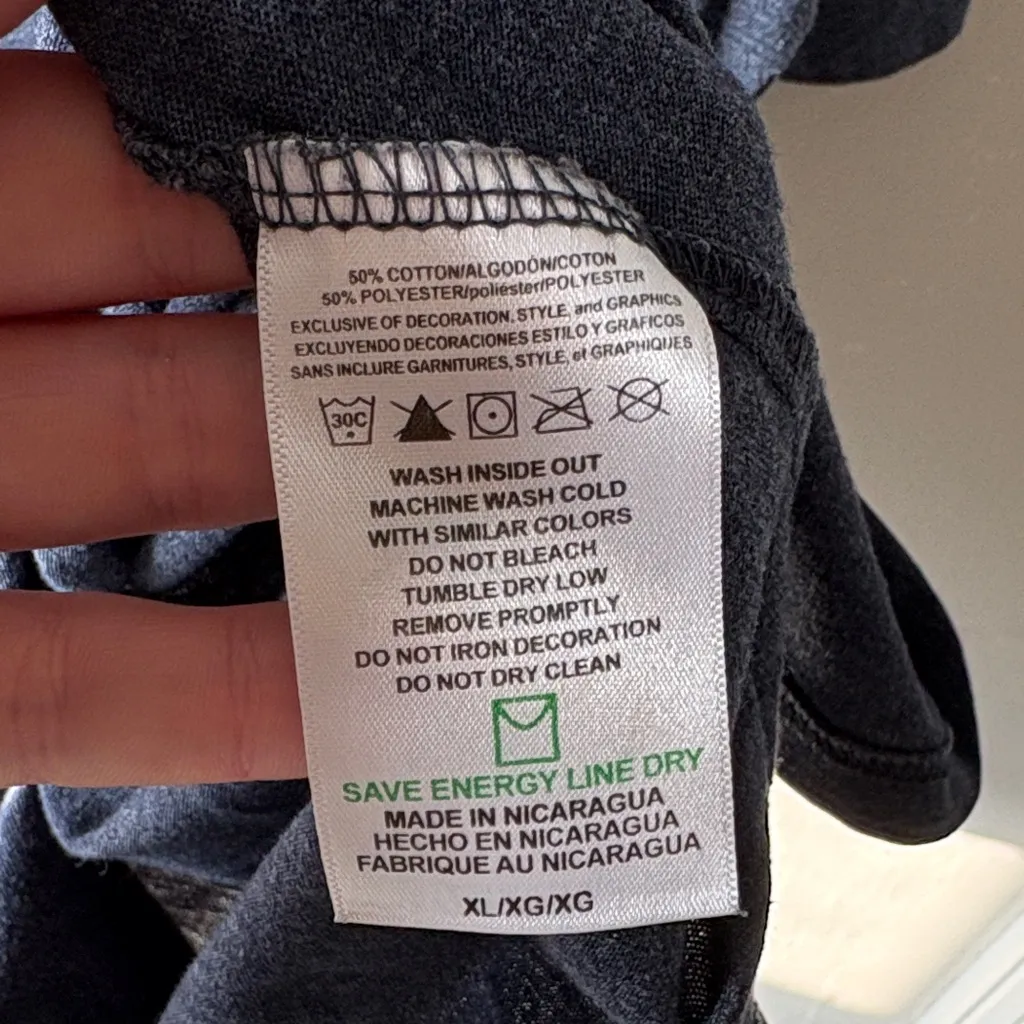 50% COTTON/ALGODÓN/COTON
50% POLYESTER/poliéster/POLYESTER
EXCLUSIVE OF DECORATION, STYLE, and GRAPHICS
EXCLUYENDO DECORACIONES ESTILO Y GRAFICOS
SANS INCLURE GARNITURES, STYLE, et GRAPHIQUES
30C
WASH INSIDE OUT
MACHINE WASH COLD
WITH SIMILAR COLORS
DO NOT BLEACH
TUMBLE DRY LOW
REMOVE PROMPTLY
DO NOT IRON DECORATION
DO NOT DRY CLEAN
SAVE ENERGY LINE DRY
MADE IN NICARAGUA
HECHO EN NICARAGUA
FABRIQUE AU NICARAGUA
XL/XG/XG